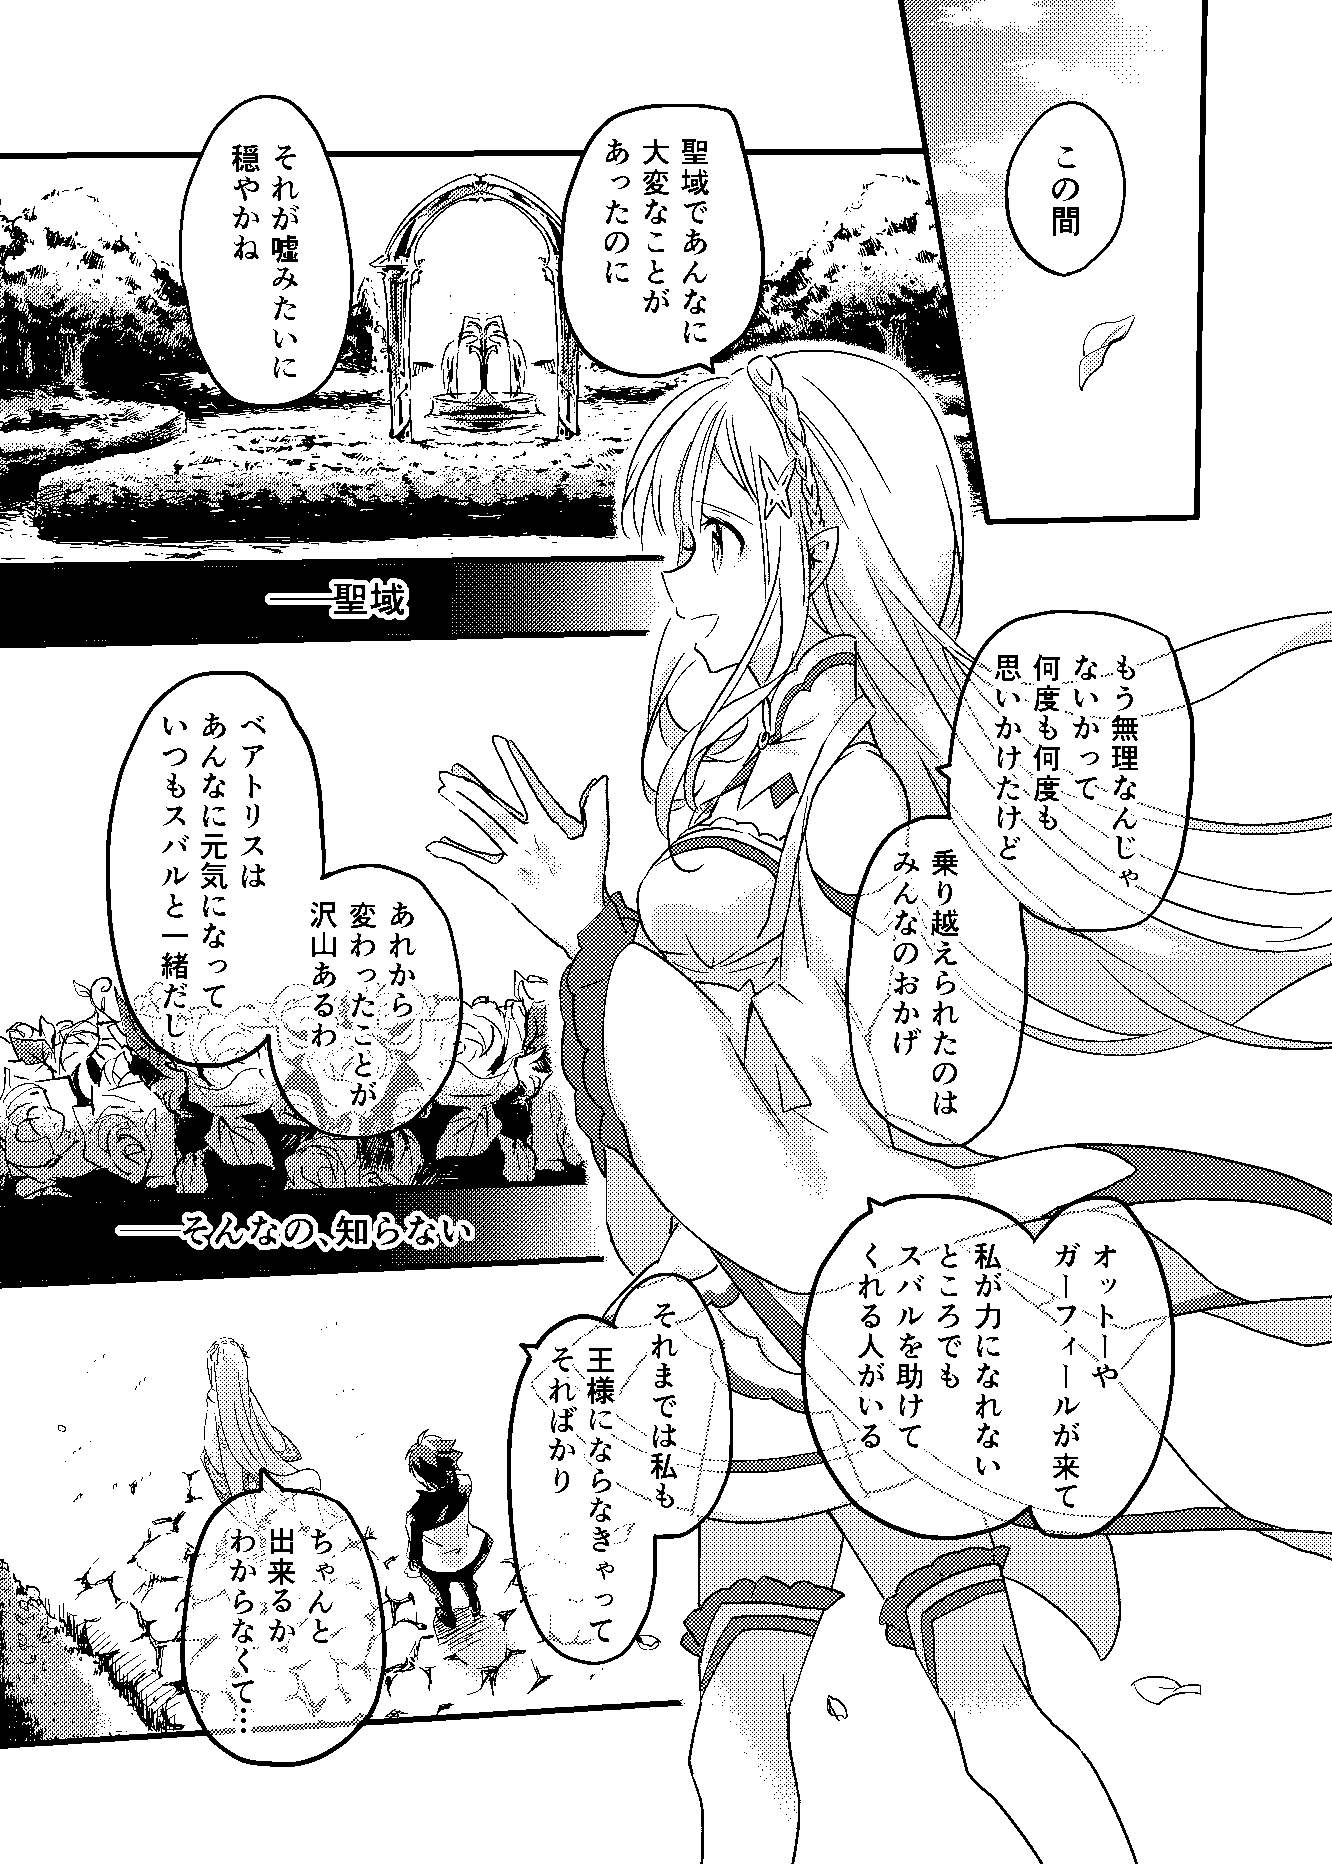 この間
聖域であんなに
大変なことが
あったのに
それが嘘みたいに
穏やかね
――聖域
もう無理なんじゃ
ないかって
何度も何度も
思いかけたけど
乗り越えられたのは
みんなのおかげ
あれから
変わったことが
沢山あるわ
ベアトリスは
あんなに元気になって
いつもスバルと一緒だし
――そんなの、知らない
オットーや
ガーフィールが来て
私が力になれない
ところでも
スバルを助けて
くれる人がいる
それまでは私も
王様にならなきゃって
そればかり
ちゃんと
出来るか
わからなくて…